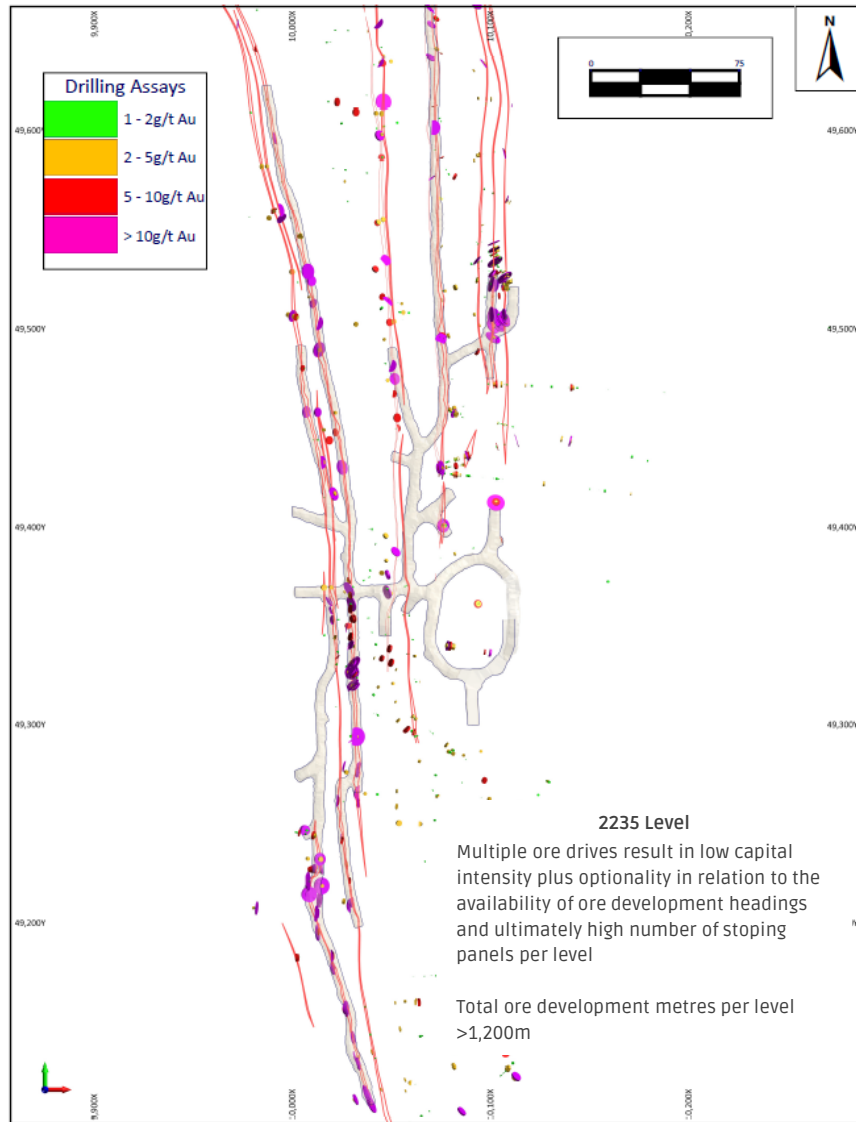 9,900X
10,000X
10,100X
0,200X
N
0
75
Drilling Assays
1 - 2g/t Au
2 - 5g/t Au
5 - 10g/t Au
> 10g/t Au
49,600Y
49,600Y
49,500Y
49,500Y
49,400Y
49,400Y
49,300Y
49,300Y
49,200Y
2235 Level
Multiple ore drives result in low capital
intensity plus optionality in relation to the
availability of ore development headings
and ultimately high number of stoping
panels per level
Total ore development metres per level
>1,200m
9,900X
0,000X
0,100X
0,200X